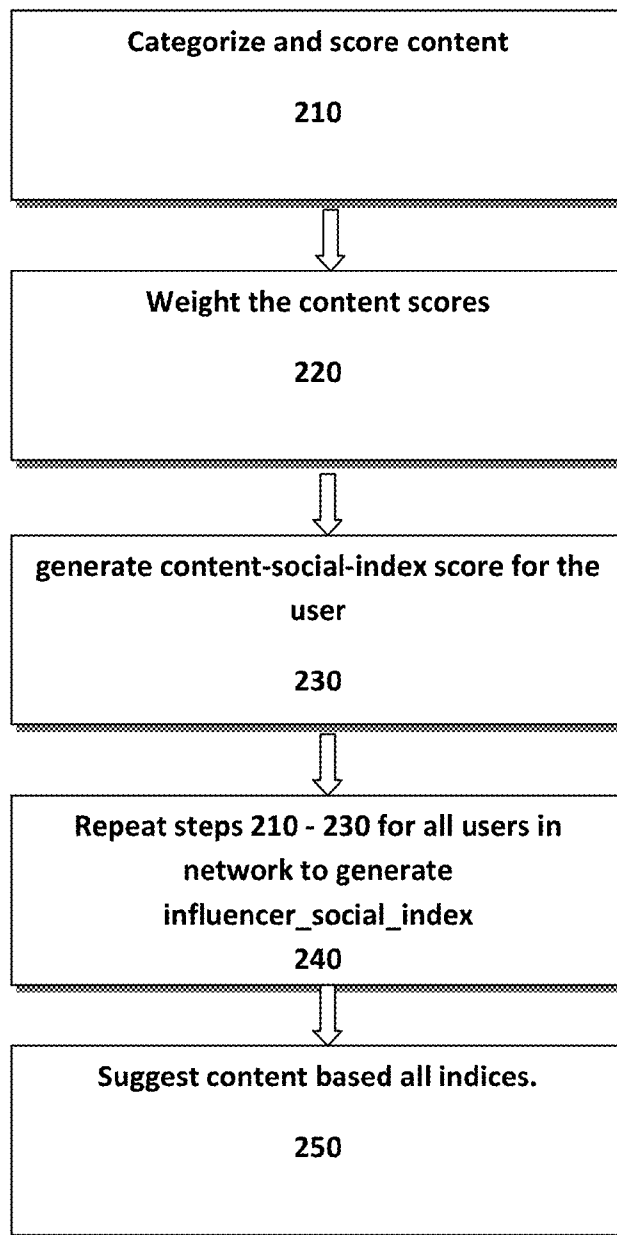 Categorize and score content
210
Weight the content scores
220
generate content-social-index score for the
user
230
Repeat steps 210 - 230 for all users in
network to generate
influencer_social_index
240
Suggest content based all indices.
250